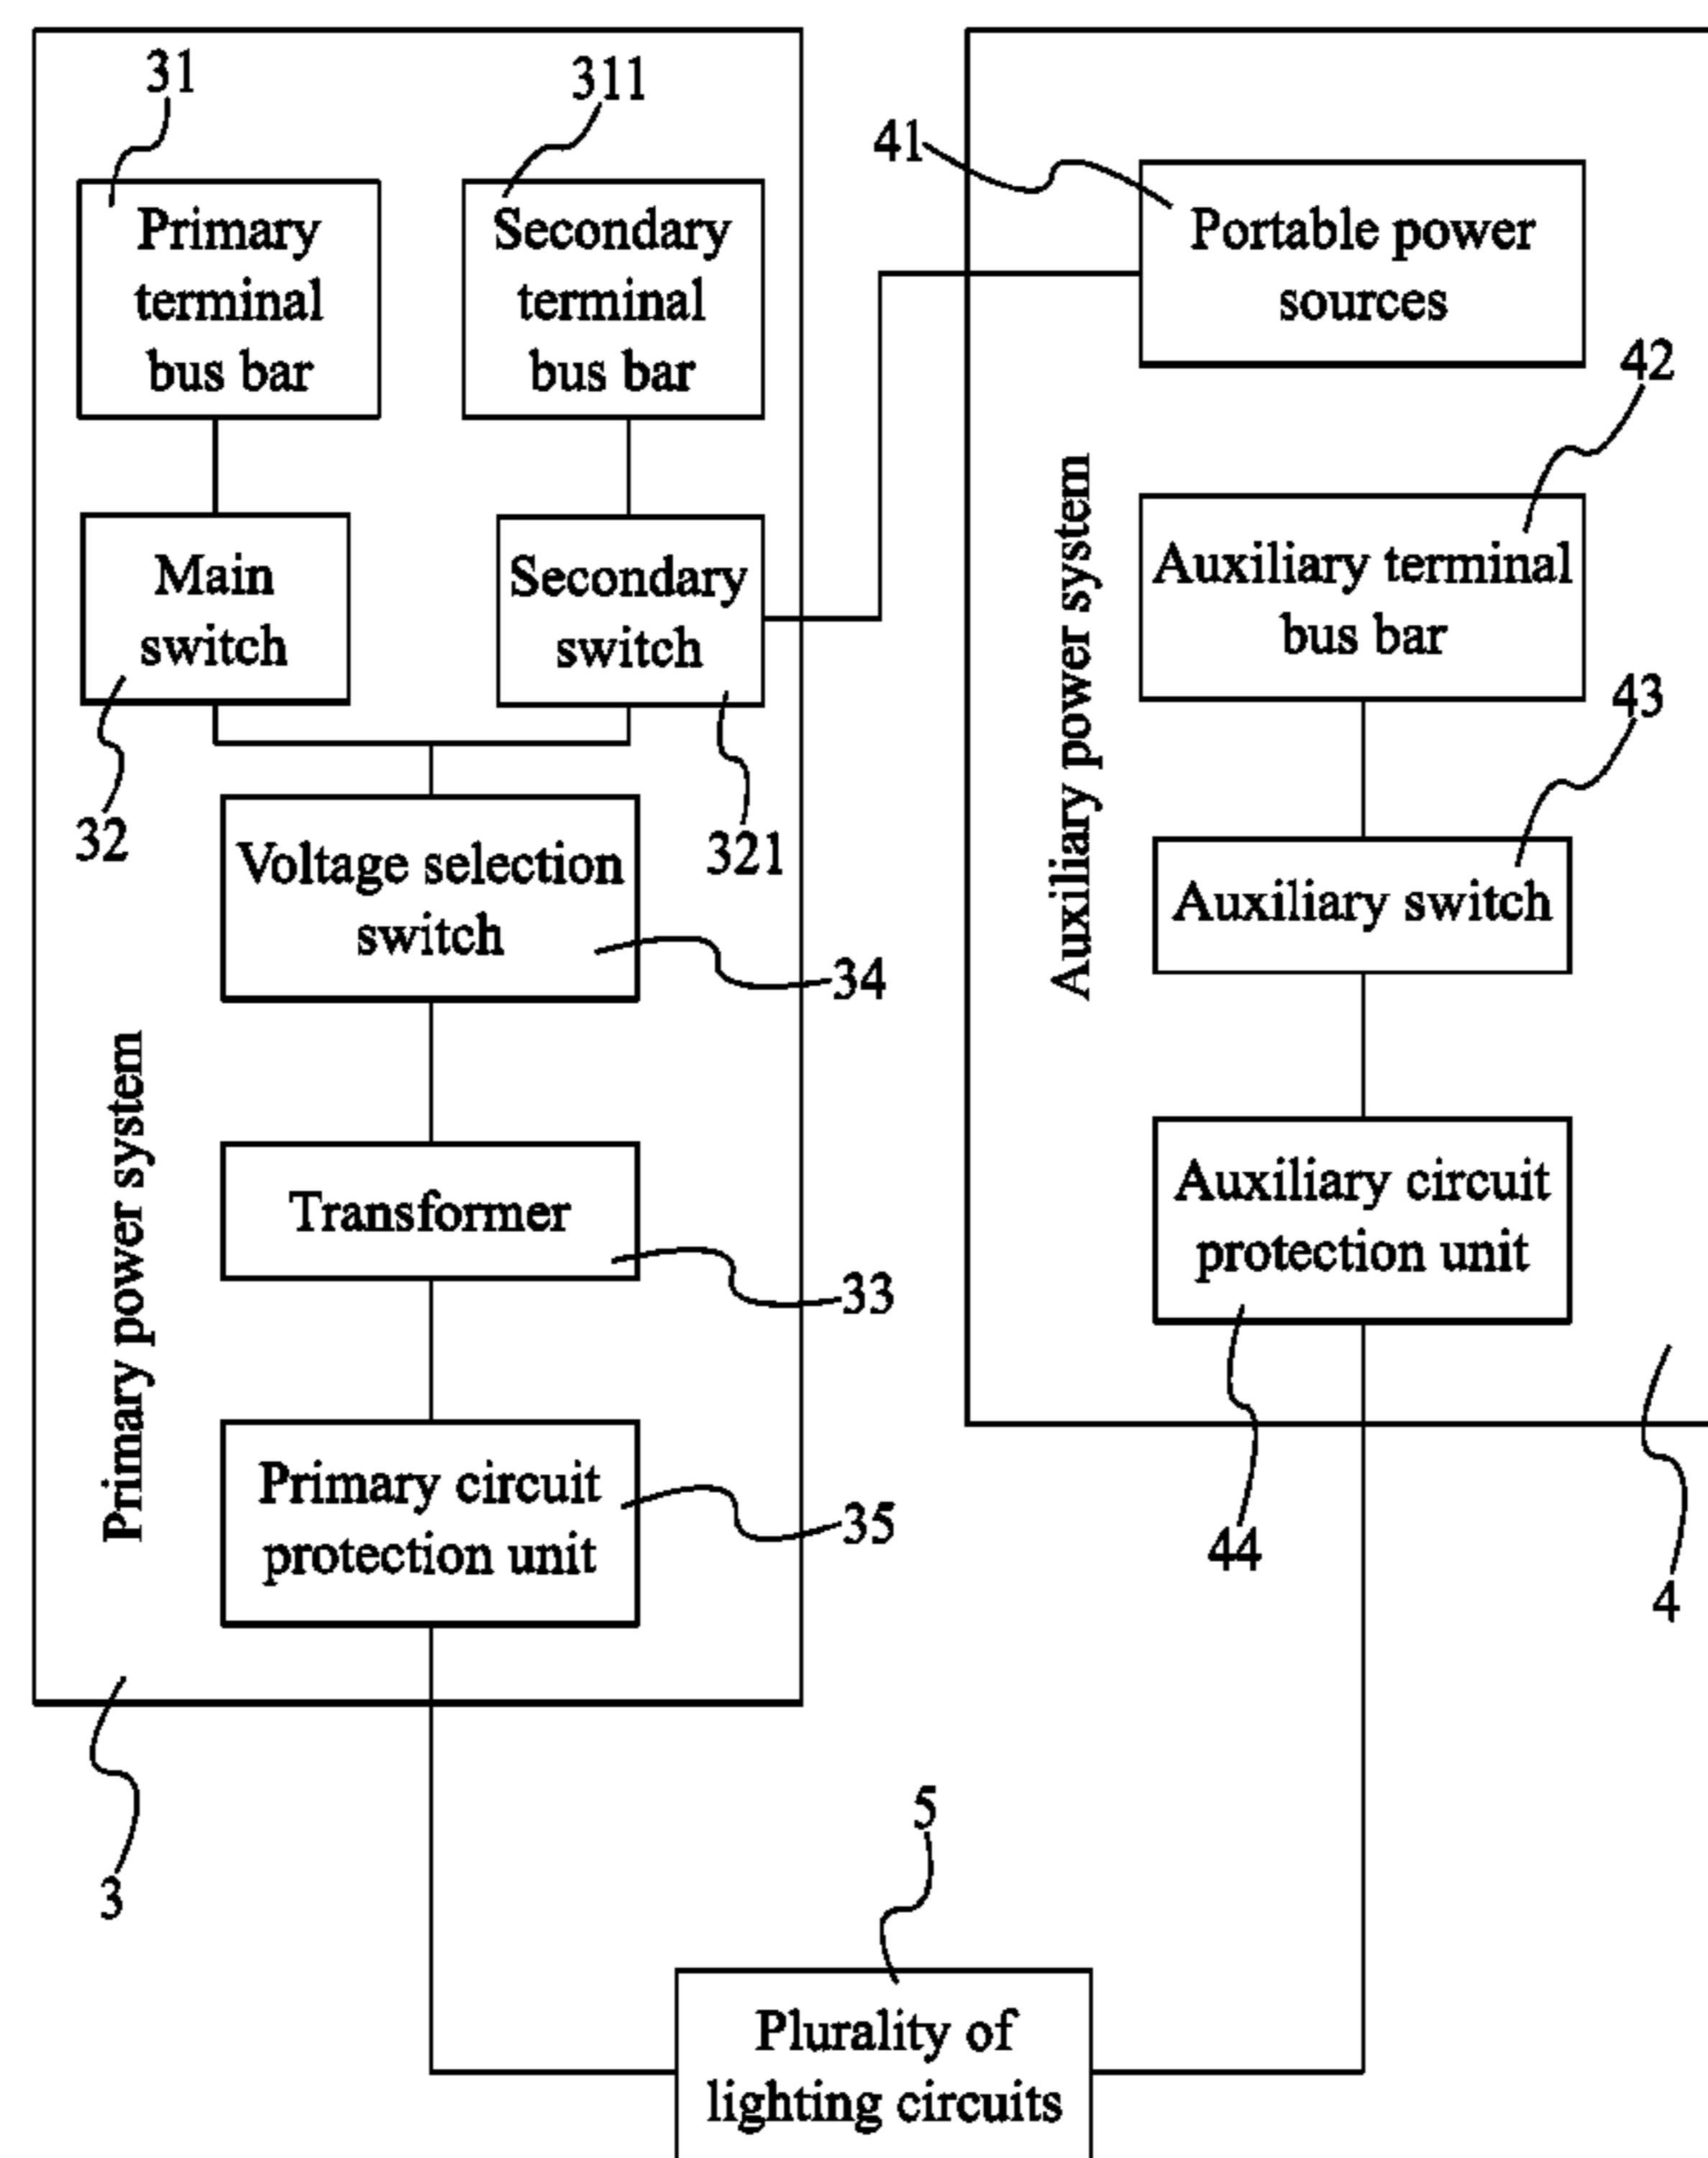 31
311
Primary
terminal
bus bar
Secondary
terminal
bus bar
Main
switch
Secondary
switch
32
321
Voltage selection
switch
34
Transformer
33
Primary circuit
protection unit
35
Primary power system
3
41
Portable power
sources
42
Auxiliary terminal
bus bar
43
Auxiliary switch
Auxiliary circuit
protection unit
44
Auxiliary power system
4
5
Plurality of
lighting circuits